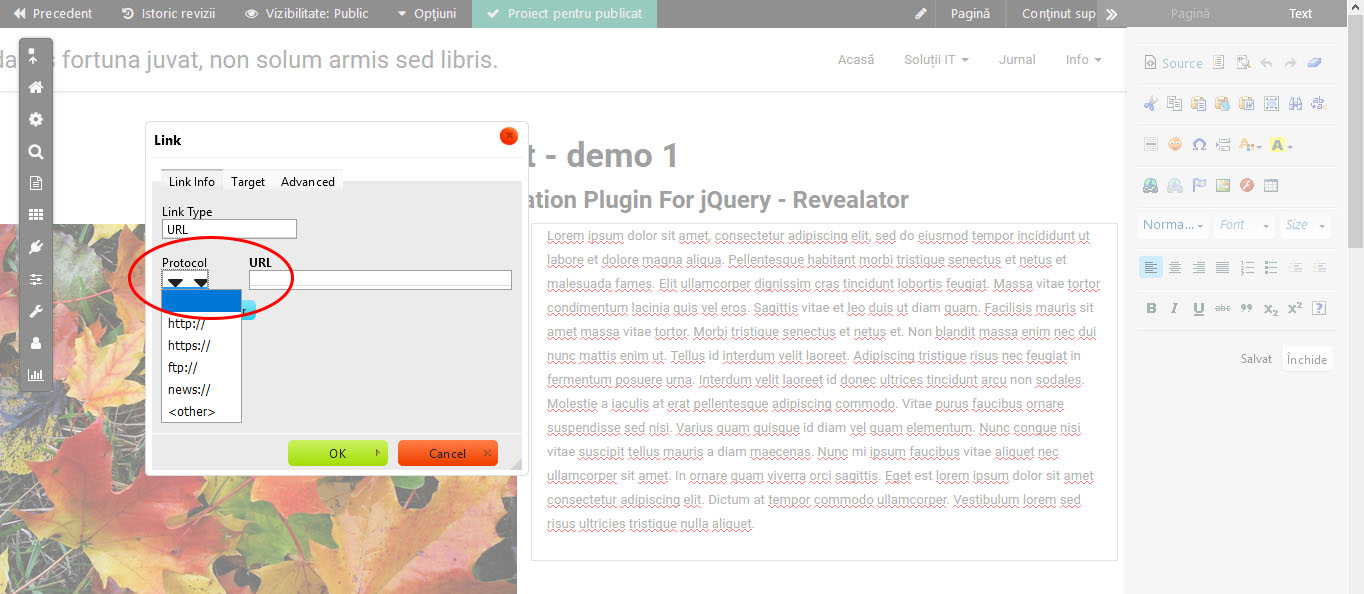 Precedent Istoric revizii Vizibilitate: Public Opțiuni Proiect pentru publicat Pagină Conținut sup Pagină Text
fortuna juvat, non solum armis sed libris.
Acasă Soluții IT Jurnal Info
Source
Link
t - demo 1
Link Info Target Advanced
ation Plugin For jQuery - Revealator
Link Type
URL
Protocol URL
http://
https://
ftp://
news://
<other>
OK Cancel
Lorem ipsum dolor sit amet, consectetur adipiscing elit, sed do eiusmod tempor incididunt ut
labore et dolore magna aliqua. Pellentesque habitant morbi tristique senectus et netus et
malesuada fames. Elit ullamcorper dignissim cras tincidunt lobortis feugiat. Massa vitae tortor
condimentum lacinia quis vel eros. Sagittis vitae et leo duis ut diam quam. Facilisis mauris sit
amet massa vitae tortor. Morbi tristique senectus et netus et. Non blandit massa enim nec dui
nunc mattis enim ut. Tellus id interdum velit laoreet. Adipiscing tristique risus nec feugiat in
fermentum posuere urna. Interdum velit laoreet id donec ultrices tincidunt arcu non sodales.
Molestie a iaculis at erat pellentesque adipiscing commodo. Vitae purus faucibus ornare
suspendisse sed nisi. Varius quam quisque id diam vel quam elementum. Nunc congue nisi
vitae suscipit tellus mauris a diam maecenas. Nunc mi ipsum faucibus vitae aliquet nec
ullamcorper sit amet. In ornare quam viverra orci sagittis. Eget est lorem ipsum dolor sit amet
consectetur adipiscing elit. Dictum at tempor commodo ullamcorper. Vestibulum lorem sed
risus ultricies tristique nulla aliquet.
Norma... Font Size
B I U abc x₂ x²
Salvat Închide